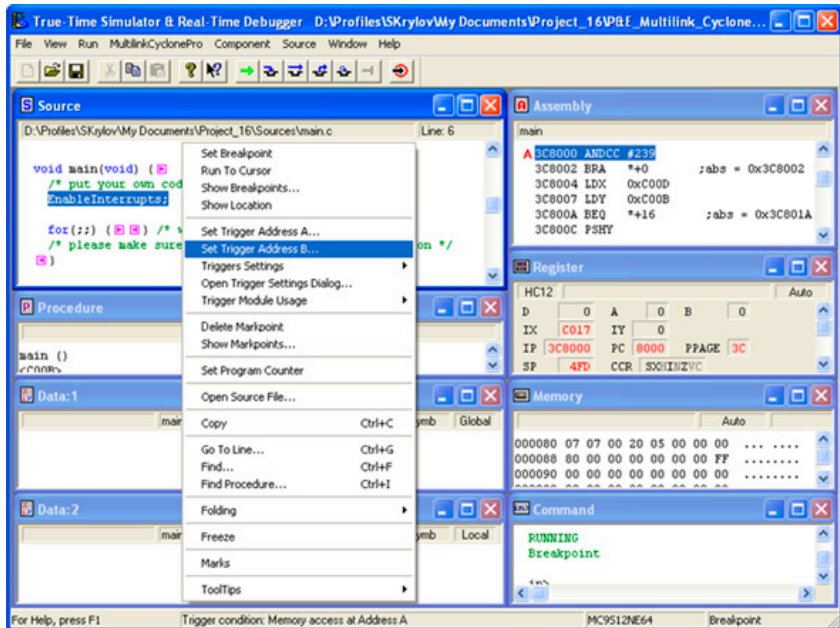 True-Time Simulator & Real-Time Debugger D:\Profiles\SKrylov\My Documents\Project_16\P&E_Multilink_Cyclone...
File View Run MultilinkCyclonePro Component Source Window Help
Source
D:\Profiles\SKrylov\My Documents\Project_16\Sources\main.c Line: 6
void main(void) {
/* put your own cod
EnableInterrupts;
for(;;) { } /* w
/* please make sure on */
}
Set Breakpoint
Run To Cursor
Show Breakpoints...
Show Location
Set Trigger Address A...
Set Trigger Address B...
Triggers Settings
Open Trigger Settings Dialog...
Trigger Module Usage
Delete Markpoint
Show Markpoints...
Set Program Counter
Open Source File...
Copy Ctrl+C
Go To Line... Ctrl+G
Find... Ctrl+F
Find Procedure... Ctrl+I
Folding
Freeze
Marks
ToolTips
Procedure
main ()
Data:1
main ymb Global
Data:2
main ymb Local
Assembly
main
3C8000 ANDCC #239
3C8002 BRA *+0 ;abs = 0x3C8002
3C8004 LDX 0xC00D
3C8007 LDY 0xC00B
3C800A BEQ *+16 ;abs = 0x3C801A
3C800C PSHY
Register
HC12 Auto
D 0 A 0 B 0
IX C017 IY 0
IP 3C8000 PC 8000 PPAGE 3C
SP 4FD CCR SXHINZVC
Memory
Auto
000080 07 07 00 20 05 00 00 00 ... ....
000088 80 00 00 00 00 00 00 FF ........
000090 00 00 00 00 00 00 00 00 ........
Command
RUNNING
Breakpoint
in>
For Help, press F1 Trigger condition: Memory access at Address A MC9S12NE64 Breakpoint